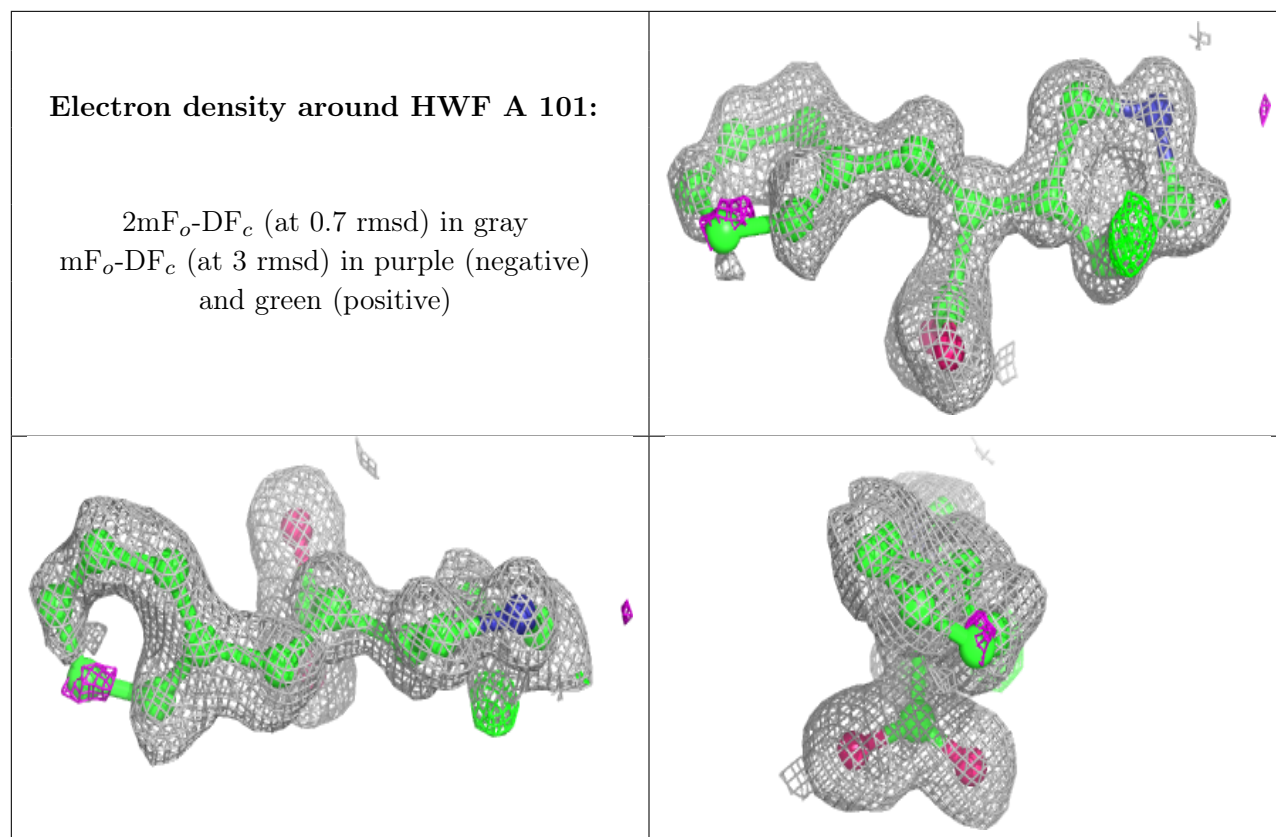 Electron density around HWF A 101:
2mFo-DFc (at 0.7 rmsd) in gray
mFo-DFc (at 3 rmsd) in purple (negative)
and green (positive)